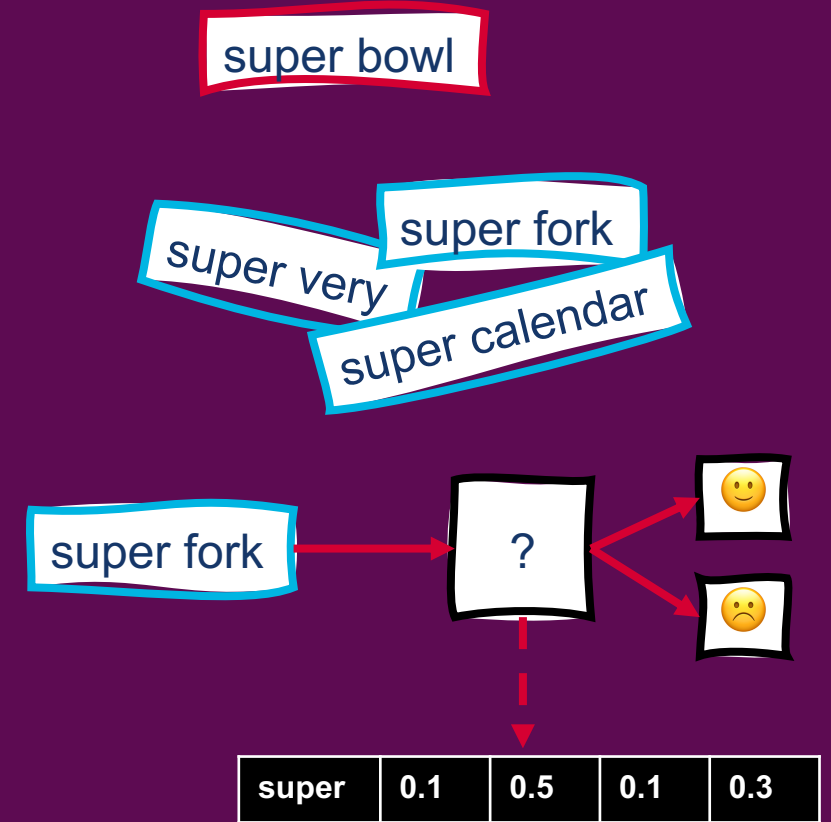 super bowl
super fork
super very
super calendar
super fork
?
super 0.1 0.5 0.1 0.3